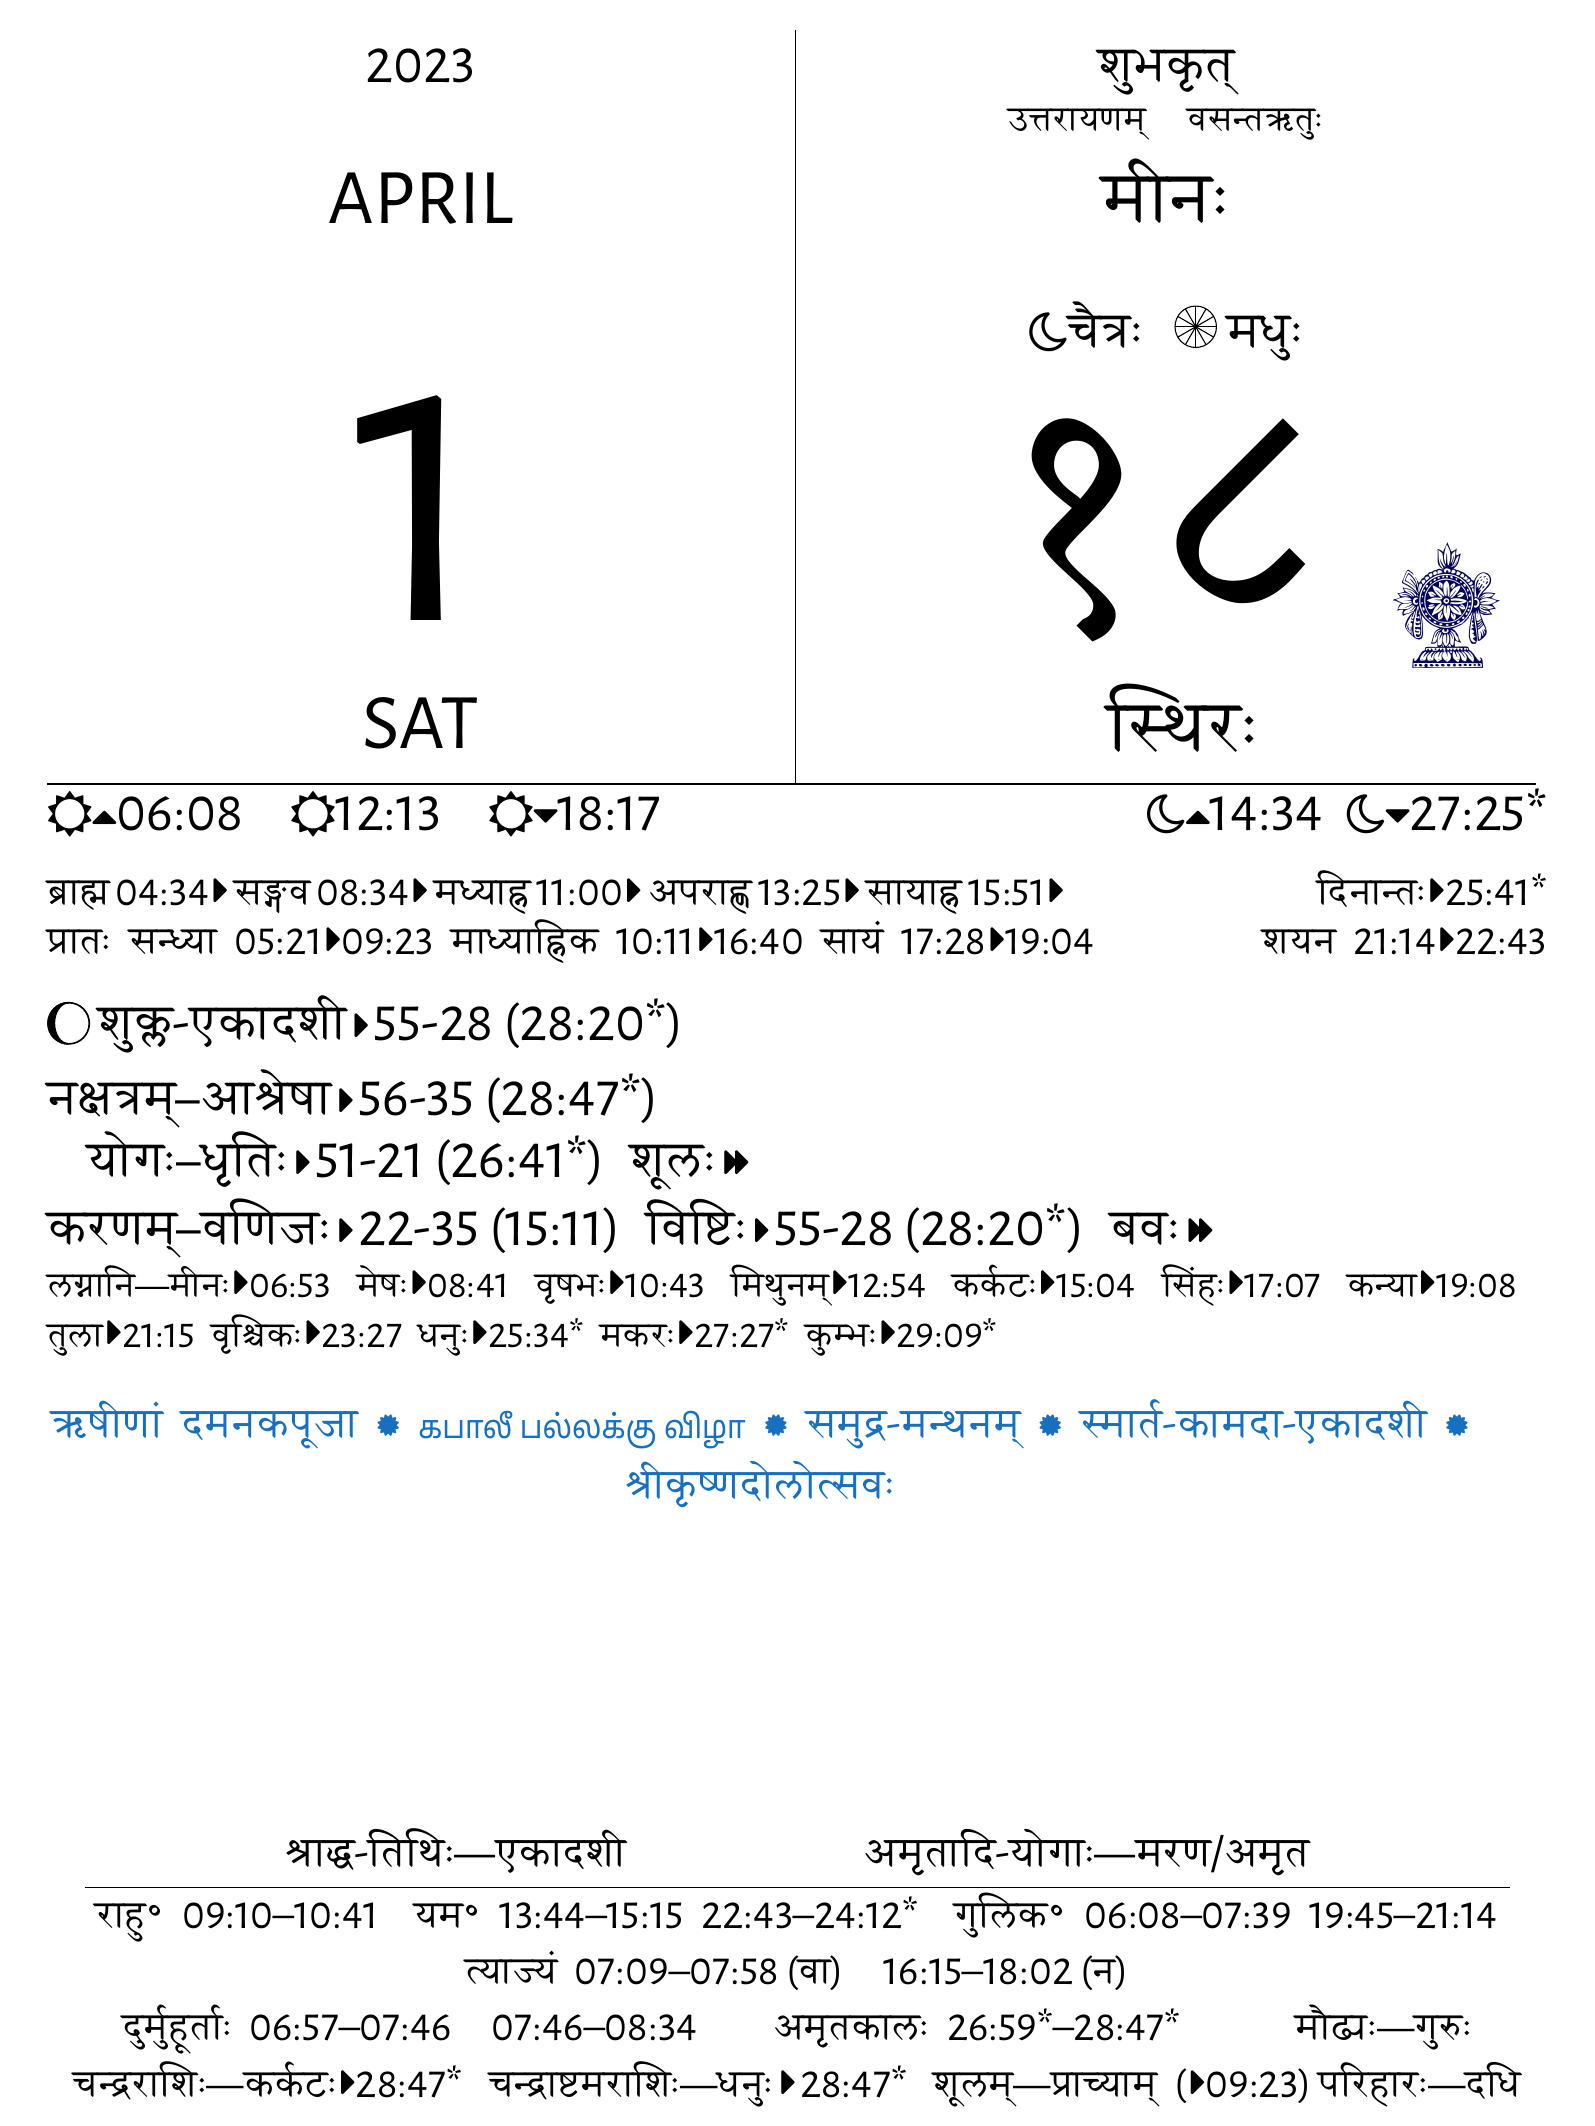 2023
APRIL
1
SAT
शुभकृत्
उत्तरायणम् वसन्तऋतुः
मीनः
चैत्रः मधुः
१८
स्थिरः
06:08 12:13 18:17 14:34 27:25*
ब्राह्म 04:34 सङ्गव 08:34 मध्याह्न 11:00 अपराह्ण 13:25 सायाह्न 15:51 दिनान्तः 25:41*
प्रातः सन्ध्या 05:21 09:23 माध्याह्निक 10:11 16:40 सायं 17:28 19:04 शयन 21:14 22:43
शुक्ल-एकादशी 55-28 (28:20*)
नक्षत्रम्–आश्रेषा 56-35 (28:47*)
योगः–धृतिः 51-21 (26:41*) शूलः
करणम्–वणिजः 22-35 (15:11) विष्टिः 55-28 (28:20*) बवः
लग्नानि—मीनः 06:53 मेषः 08:41 वृषभः 10:43 मिथुनम् 12:54 कर्कटः 15:04 सिंहः 17:07 कन्या 19:08
तुला 21:15 वृश्चिकः 23:27 धनुः 25:34* मकरः 27:27* कुम्भः 29:09*
ऋषीणां दमनकपूजा ✹ கபாலீ பல்லக்கு விழா ✹ समुद्र-मन्थनम् ✹ स्मार्त-कामदा-एकादशी ✹
श्रीकृष्णदोलोत्सवः
श्राद्ध-तिथिः—एकादशी अमृतादि-योगाः—मरण/अमृत
राहु॰ 09:10–10:41 यम॰ 13:44–15:15 22:43–24:12* गुलिक॰ 06:08–07:39 19:45–21:14
त्याज्यं 07:09–07:58 (वा) 16:15–18:02 (न)
दुर्मुहूर्ताः 06:57–07:46 07:46–08:34 अमृतकालः 26:59*–28:47* मौढ्यः—गुरुः
चन्द्रराशिः—कर्कटः 28:47* चन्द्राष्टमराशिः—धनुः 28:47* शूलम्—प्राच्याम् (09:23) परिहारः—दधि